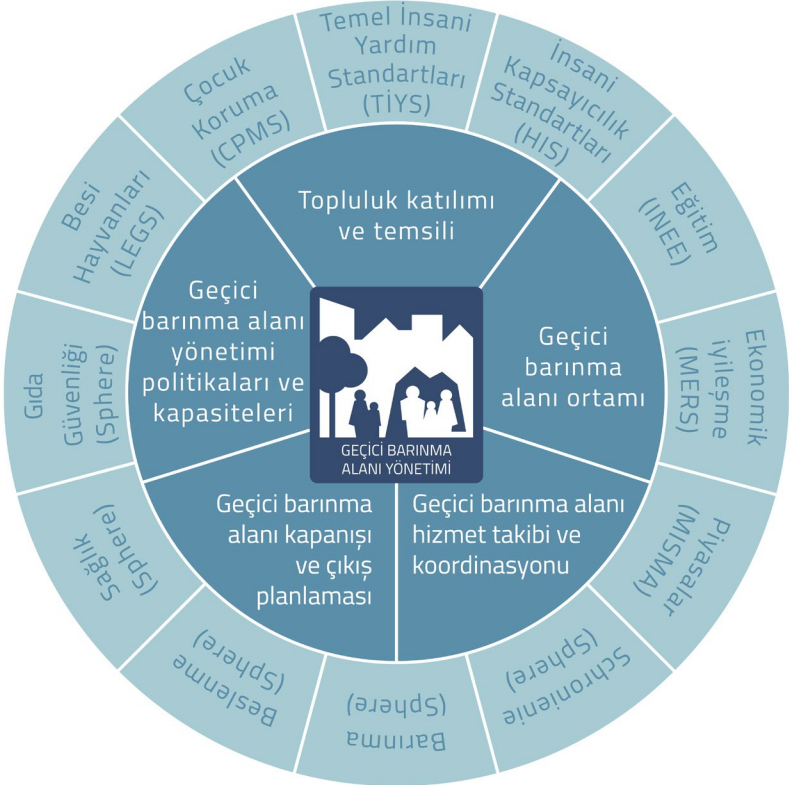 Temel İnsani
Yardım
Standartları
(TİYS)
İnsani
Kapsayıcılık
Standartları
(HIS)
Eğitim
(INEE)
Ekonomik
iyileşme
(MERS)
Piyasalar
(MISMA)
Schronienie
(Sphere)
Barınma
(Sphere)
Beslenme
(Sphere)
Sağlık
(Sphere)
Gıda
Güvenliği
(Sphere)
Besi
Hayvanları
(LEGS)
Çocuk
Koruma
(CPMS)
Topluluk katılımı
ve temsili
Geçici
barınma
alanı ortamı
Geçici barınma alanı
hizmet takibi ve
koordinasyonu
Geçici barınma
alanı kapanışı
ve çıkış
planlaması
Geçici
barınma alanı
yönetimi
politikaları ve
kapasiteleri
GEÇİCİ BARINMA
ALANI YÖNETİMİ